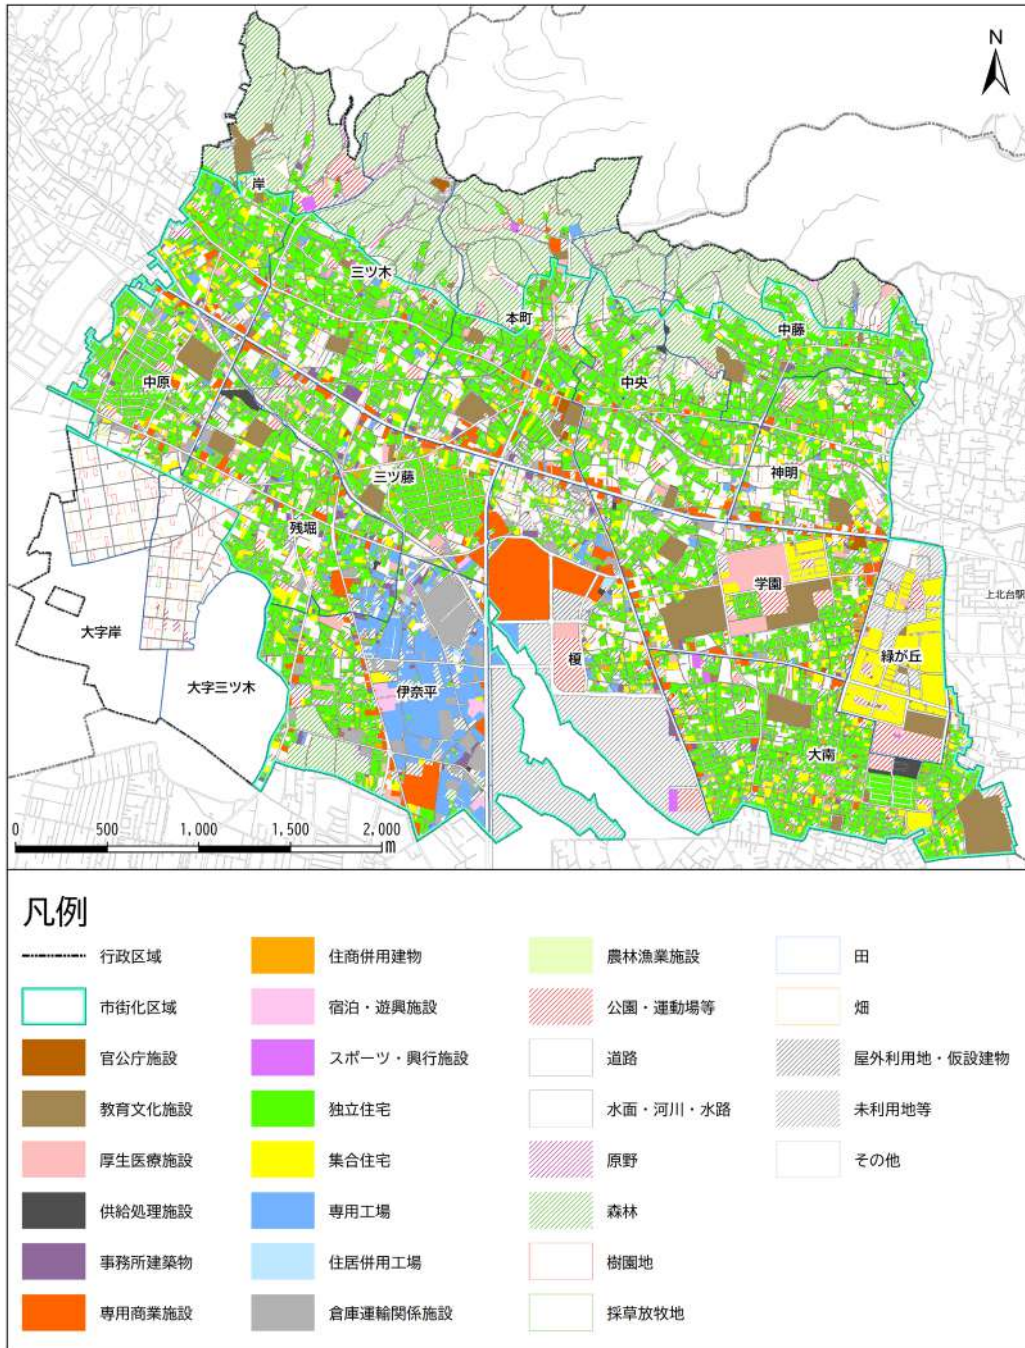 N
岸
三ツ木
本町
中藤
中原
中央
三ツ藤
神明
残堀
学園
上北台駅
大字岸
榎
緑が丘
大字三ツ木
伊奈平
大南
0 500 1,000 1,500 2,000
m
凡例
行政区域 住商併用建物 農林漁業施設 田
市街化区域 宿泊・遊興施設 公園・運動場等 畑
官公庁施設 スポーツ・興行施設 道路 屋外利用地・仮設建物
教育文化施設 独立住宅 水面・河川・水路 未利用地等
厚生医療施設 集合住宅 原野 その他
供給処理施設 専用工場 森林
事務所建築物 住居併用工場 樹園地
専用商業施設 倉庫運輸関係施設 採草放牧地